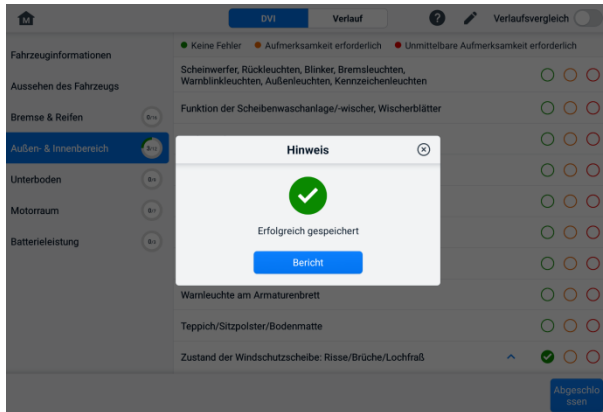 M
DVI
Verlauf
?
Verlaufsvergleich
Fahrzeuginformationen
Aussehen des Fahrzeugs
Bremse & Reifen
Außen- & Innenbereich
Unterboden
Motorraum
Batterieleistung
Keine Fehler
Aufmerksamkeit erforderlich
Unmittelbare Aufmerksamkeit erforderlich
Scheinwerfer, Rückleuchten, Blinker, Bremsleuchten,
Warnblinkleuchten, Außenleuchten, Kennzeichenleuchten
Funktion der Scheibenwaschanlage/-wischer, Wischerblätter
Hinweis
Erfolgreich gespeichert
Bericht
Warnleuchte am Armaturenbrett
Teppich/Sitzpolster/Bodenmatte
Zustand der Windschutzscheibe: Risse/Brüche/Lochfraß
Abgeschlo
ssen